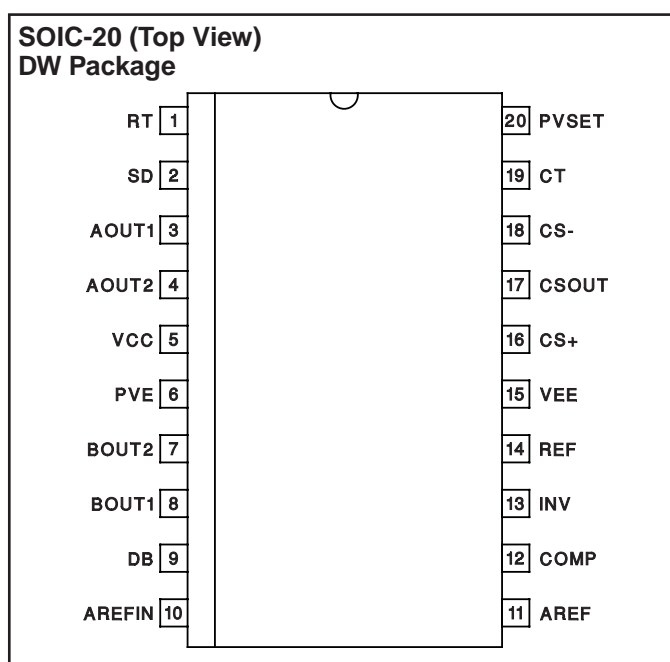 SOIC-20 (Top View)
DW Package
RT 1
SD 2
AOUT1 3
AOUT2 4
VCC 5
PVE 6
BOUT2 7
BOUT1 8
DB 9
AREFIN 10
20 PVSET
19 CT
18 CS-
17 CSOUT
16 CS+
15 VEE
14 REF
13 INV
12 COMP
11 AREF